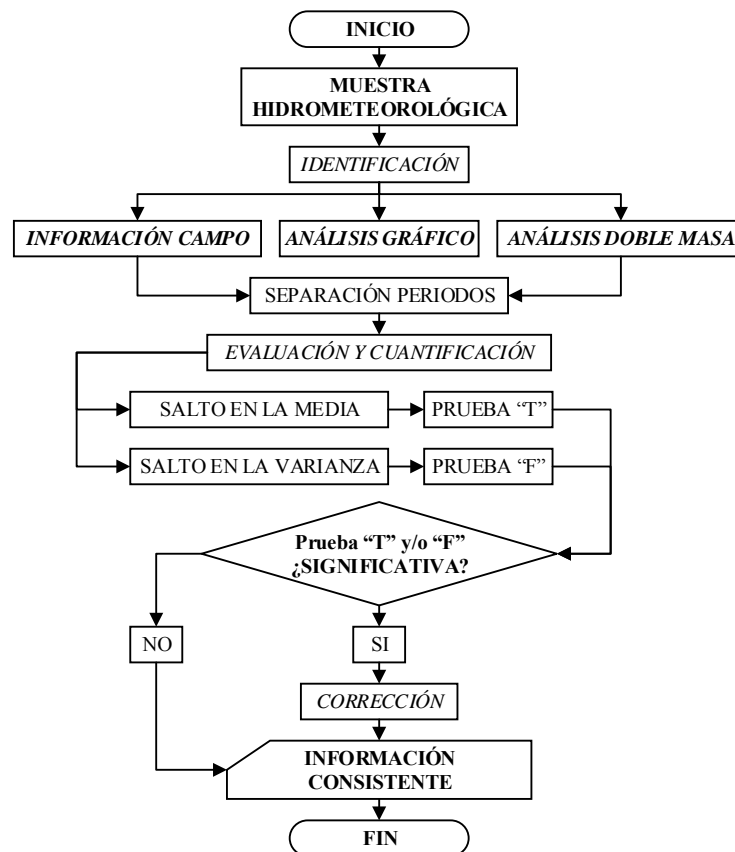 INICIO
MUESTRA
HIDROMETEOROLÓGICA
IDENTIFICACIÓN
INFORMACIÓN CAMPO
ANÁLISIS GRÁFICO
ANÁLISIS DOBLE MASA
SEPARACIÓN PERIODOS
EVALUACIÓN Y CUANTIFICACIÓN
SALTO EN LA MEDIA
PRUEBA “T”
SALTO EN LA VARIANZA
PRUEBA “F”
Prueba “T” y/o “F”
¿SIGNIFICATIVA?
NO
SI
CORRECCIÓN
INFORMACIÓN
CONSISTENTE
FIN